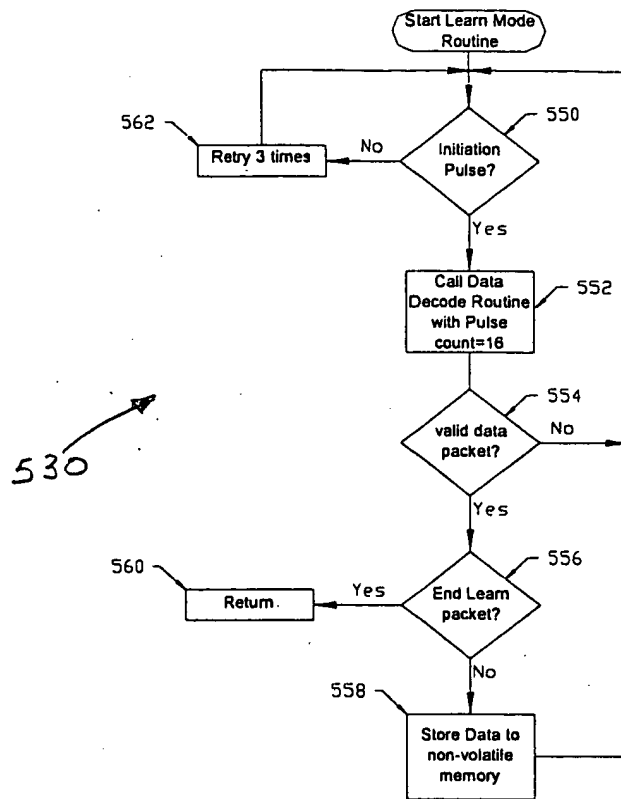 Start Learn Mode
Routine
562
550
Retry 3 times
No
Initiation
Pulse?
Yes
Call Data
Decode Routine
with Pulse
count=16
552
554
valid data
packet?
No
530
Yes
560
556
Return
Yes
End Learn
packet?
No
558
Store Data to
non-volatile
memory